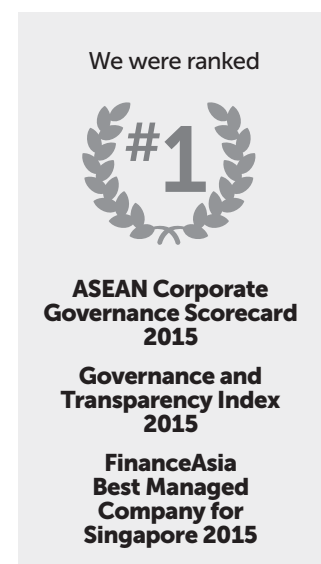 We were ranked
#1
ASEAN Corporate
Governance Scorecard
2015
Governance and
Transparency Index
2015
FinanceAsia
Best Managed
Company for
Singapore 2015